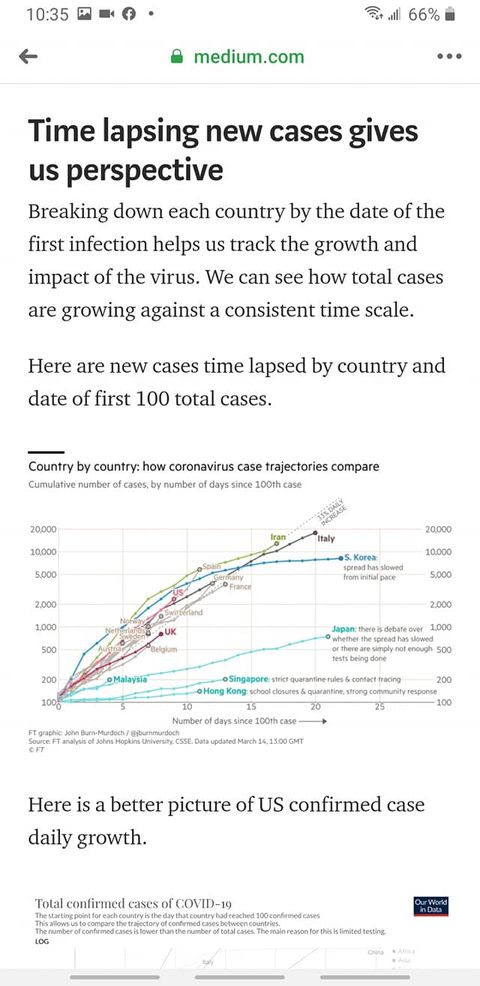 10:35
66%
medium.com
Time lapsing new cases gives
us perspective
Breaking down each country by the date of the
first infection helps us track the growth and
impact of the virus. We can see how total cases
are growing against a consistent time scale.
Here are new cases time lapsed by country and
date of first 100 total cases.
Country by country: how coronavirus case trajectories compare
Cumulative number of cases, by number of days since 100th case
33% DAILY
INCREASE
20,000
10,000
5,000
2,000
1,000
500
200
100
Iran
Italy
S. Korea:
spread has slowed
from initial pace
Spain
Germany
France
US
Switzerland
Norway
Netherlands
Sweden
UK
Austria
Belgium
Japan: there is debate over
whether the spread has slowed
or there are simply not enough
tests being done
Malaysia
Singapore: strict quarantine rules & contact tracing
Hong Kong: school closures & quarantine, strong community response
20,000
10,000
5,000
2,000
1,000
500
200
100
0 5 10 15 20 25
Number of days since 100th case
FT graphic: John Burn-Murdoch / @jburnmurdoch
Source: FT analysis of Johns Hopkins University, CSSE. Data updated March 14, 13:00 GMT
© FT
Here is a better picture of US confirmed case
daily growth.
Total confirmed cases of COVID-19
Our World
in Data
The starting point for each country is the day that country had reached 100 confirmed cases
This allows us to compare the trajectory of confirmed cases between countries.
The number of confirmed cases is lower than the number of total cases. The main reason for this is limited testing.
LOG
Italy
China
Africa
Asia